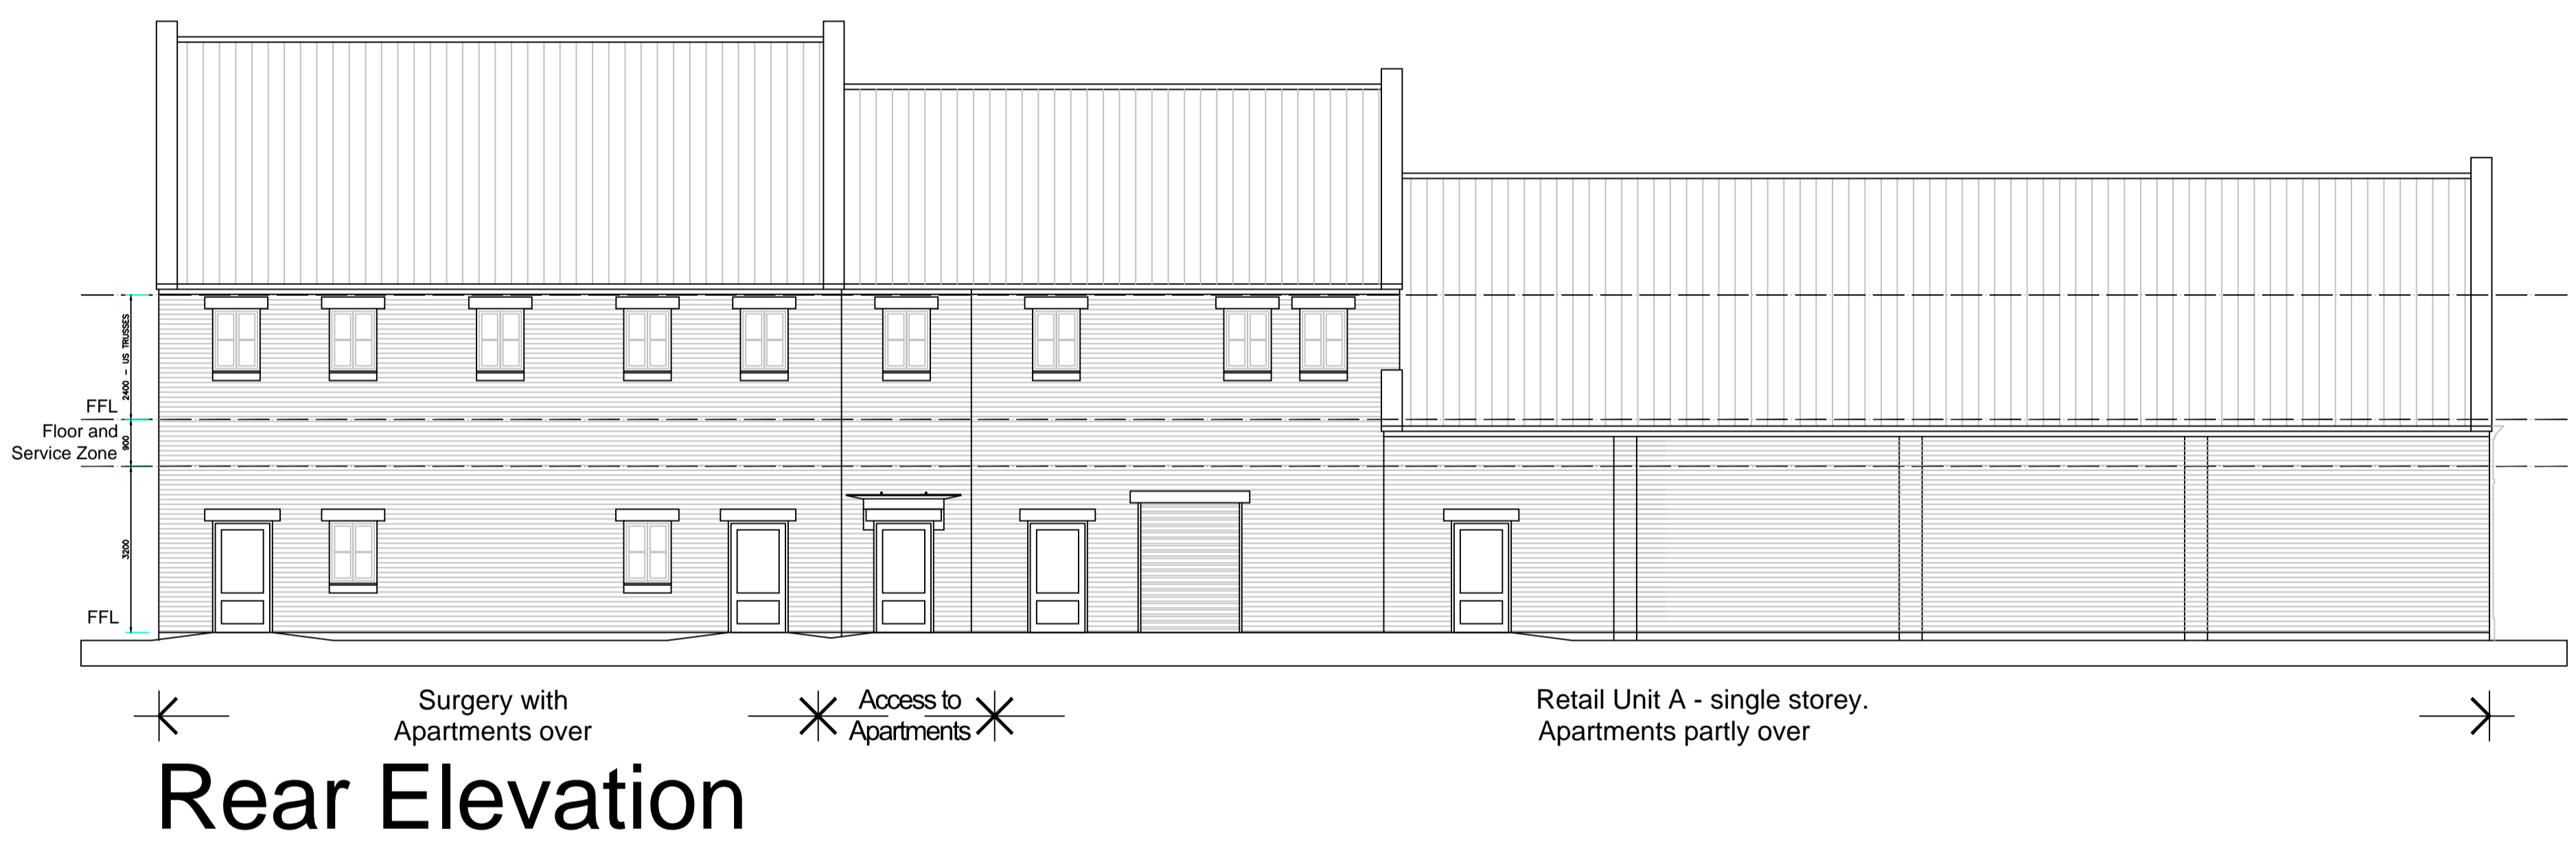 2400 - US TRUSSES
FFL
Floor and
Service Zone
900
3200
FFL
Surgery with
Apartments over
Access to
Apartments
Retail Unit A - single storey.
Apartments partly over
Rear Elevation